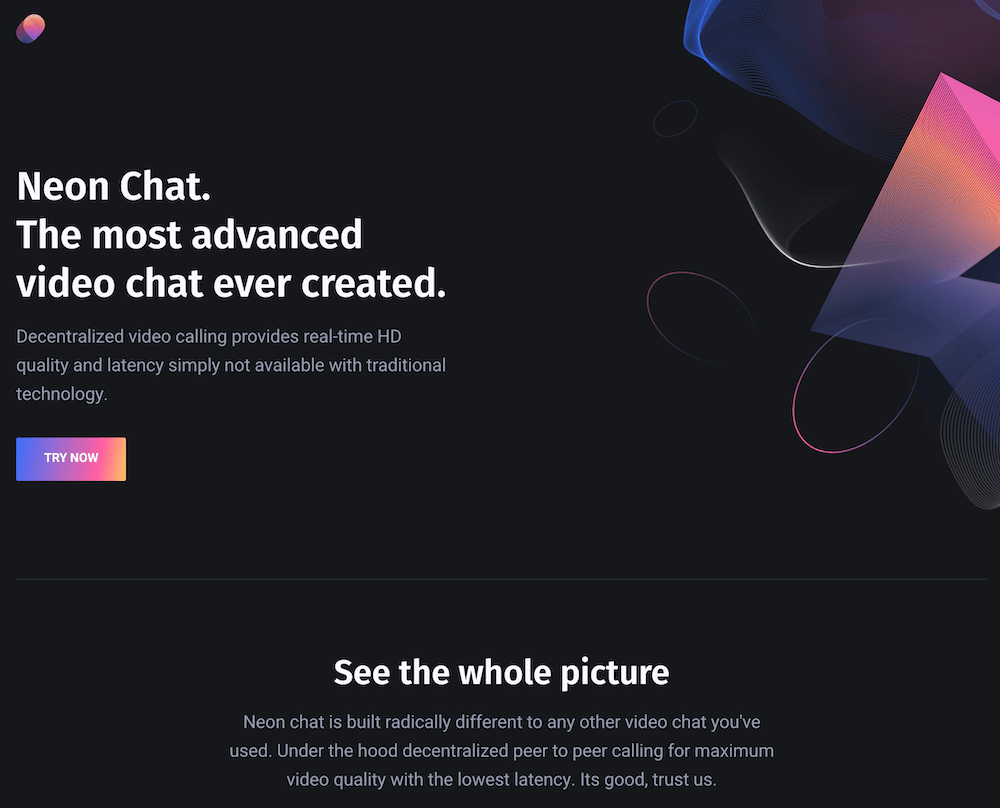 Neon Chat.
The most advanced
video chat ever created.
Decentralized video calling provides real-time HD
quality and latency simply not available with traditional
technology.
TRY NOW
See the whole picture
Neon chat is built radically different to any other video chat you've
used. Under the hood decentralized peer to peer calling for maximum
video quality with the lowest latency. Its good, trust us.